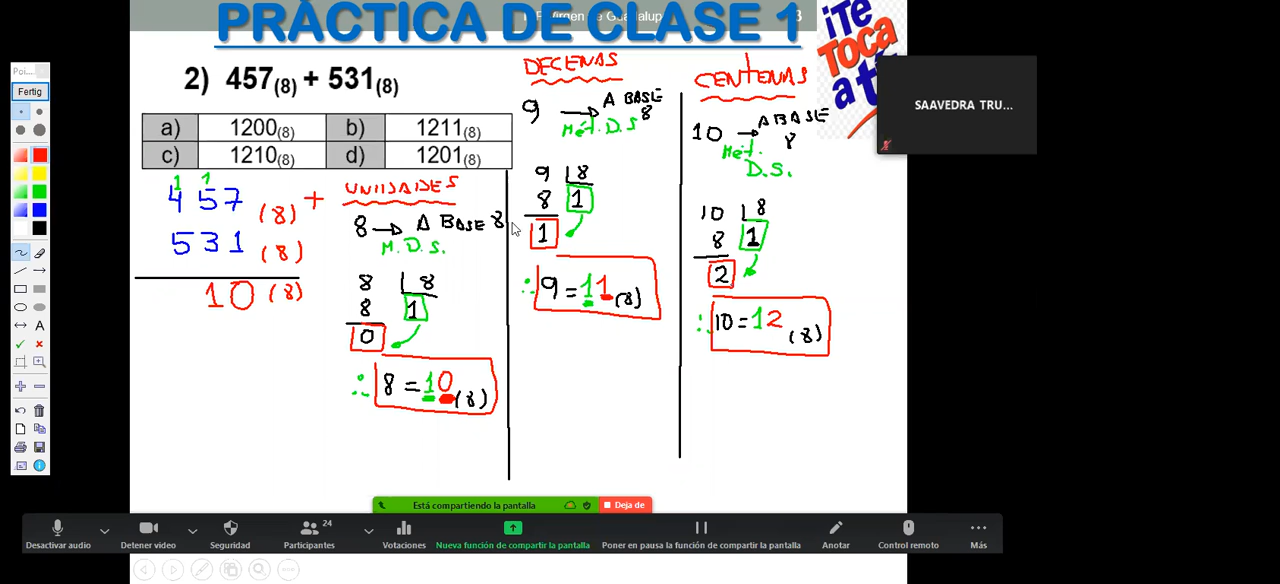 PRÁCTICA DE CLASE 1
Virgen de Guadalup
3
¡Te
TOCA
a ti
2) 457(8) + 531(8)
a) 1200(8) b) 1211(8)
c) 1210(8) d) 1201(8)
1 1
457 (8) +
531 (8)
10 (8)
UNIDADES
8 → A BASE 8
M. D. S.
8 8
8 1
0
∴ 8 = 10 (8)
DECENAS
9 → A BASE 8
Mét. D. S
9 8
8 1
1
∴ 9 = 11 (8)
CENTENAS
10 → A BASE 8
Mét. D. S.
10 8
8 1
2
∴ 10 = 12 (8)
SAAVEDRA TRU...
Poi...
Fertig
A
Está compartiendo la pantalla
Deja de
24
Desactivar audio
Detener video
Seguridad
Participantes
Votaciones
Nueva función de compartir la pantalla
Poner en pausa la función de compartir la pantalla
Anotar
Control remoto
Más